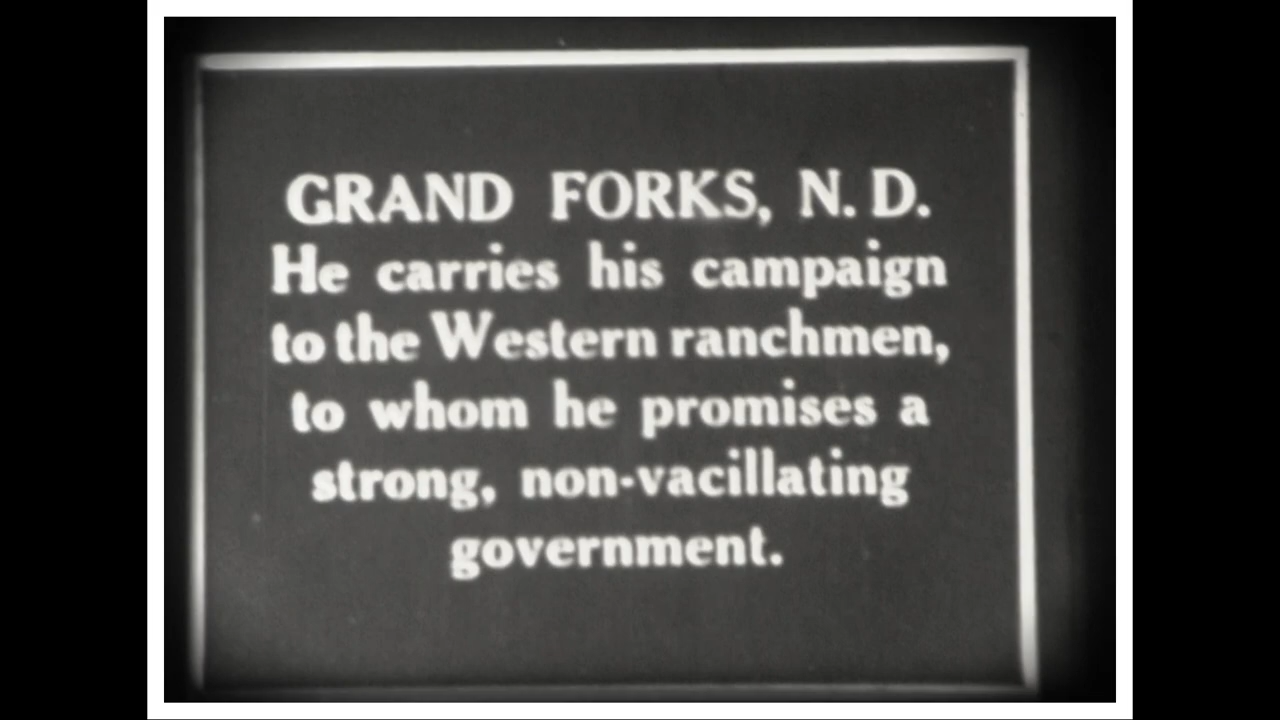 GRAND FORKS, N. D.
He carries his campaign
to the Western ranchmen,
to whom he promises a
strong, non-vacillating
government.